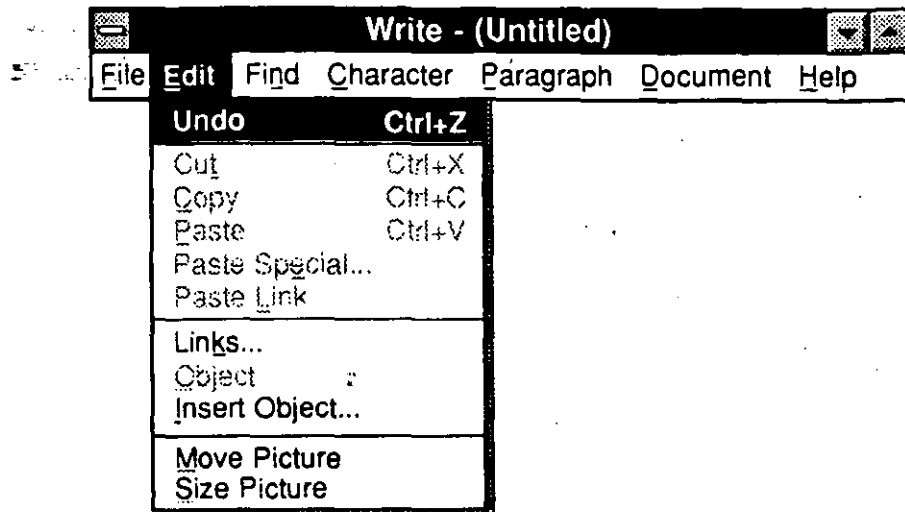 Write - (Untitled)
File Edit Find Character Paragraph Document Help
Undo Ctrl+Z
Cut Ctrl+X
Copy Ctrl+C
Paste Ctrl+V
Paste Special...
Paste Link
Links...
Object
Insert Object...
Move Picture
Size Picture